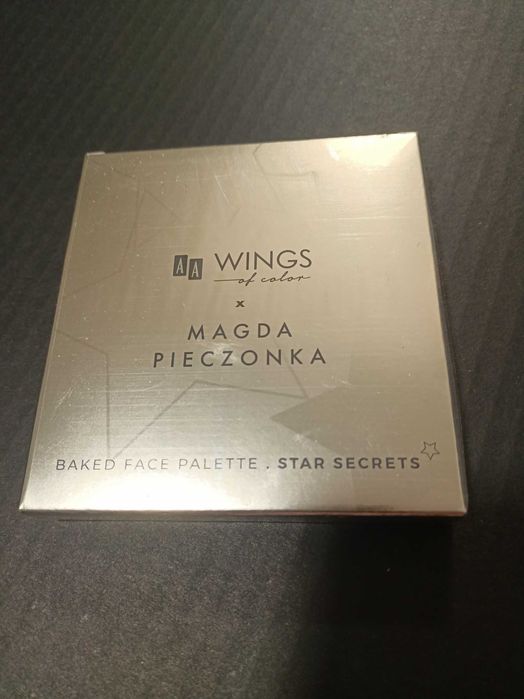 AA WINGS
of color
x
MAGDA
PIECZONKA
BAKED FACE PALETTE . STAR SECRETS